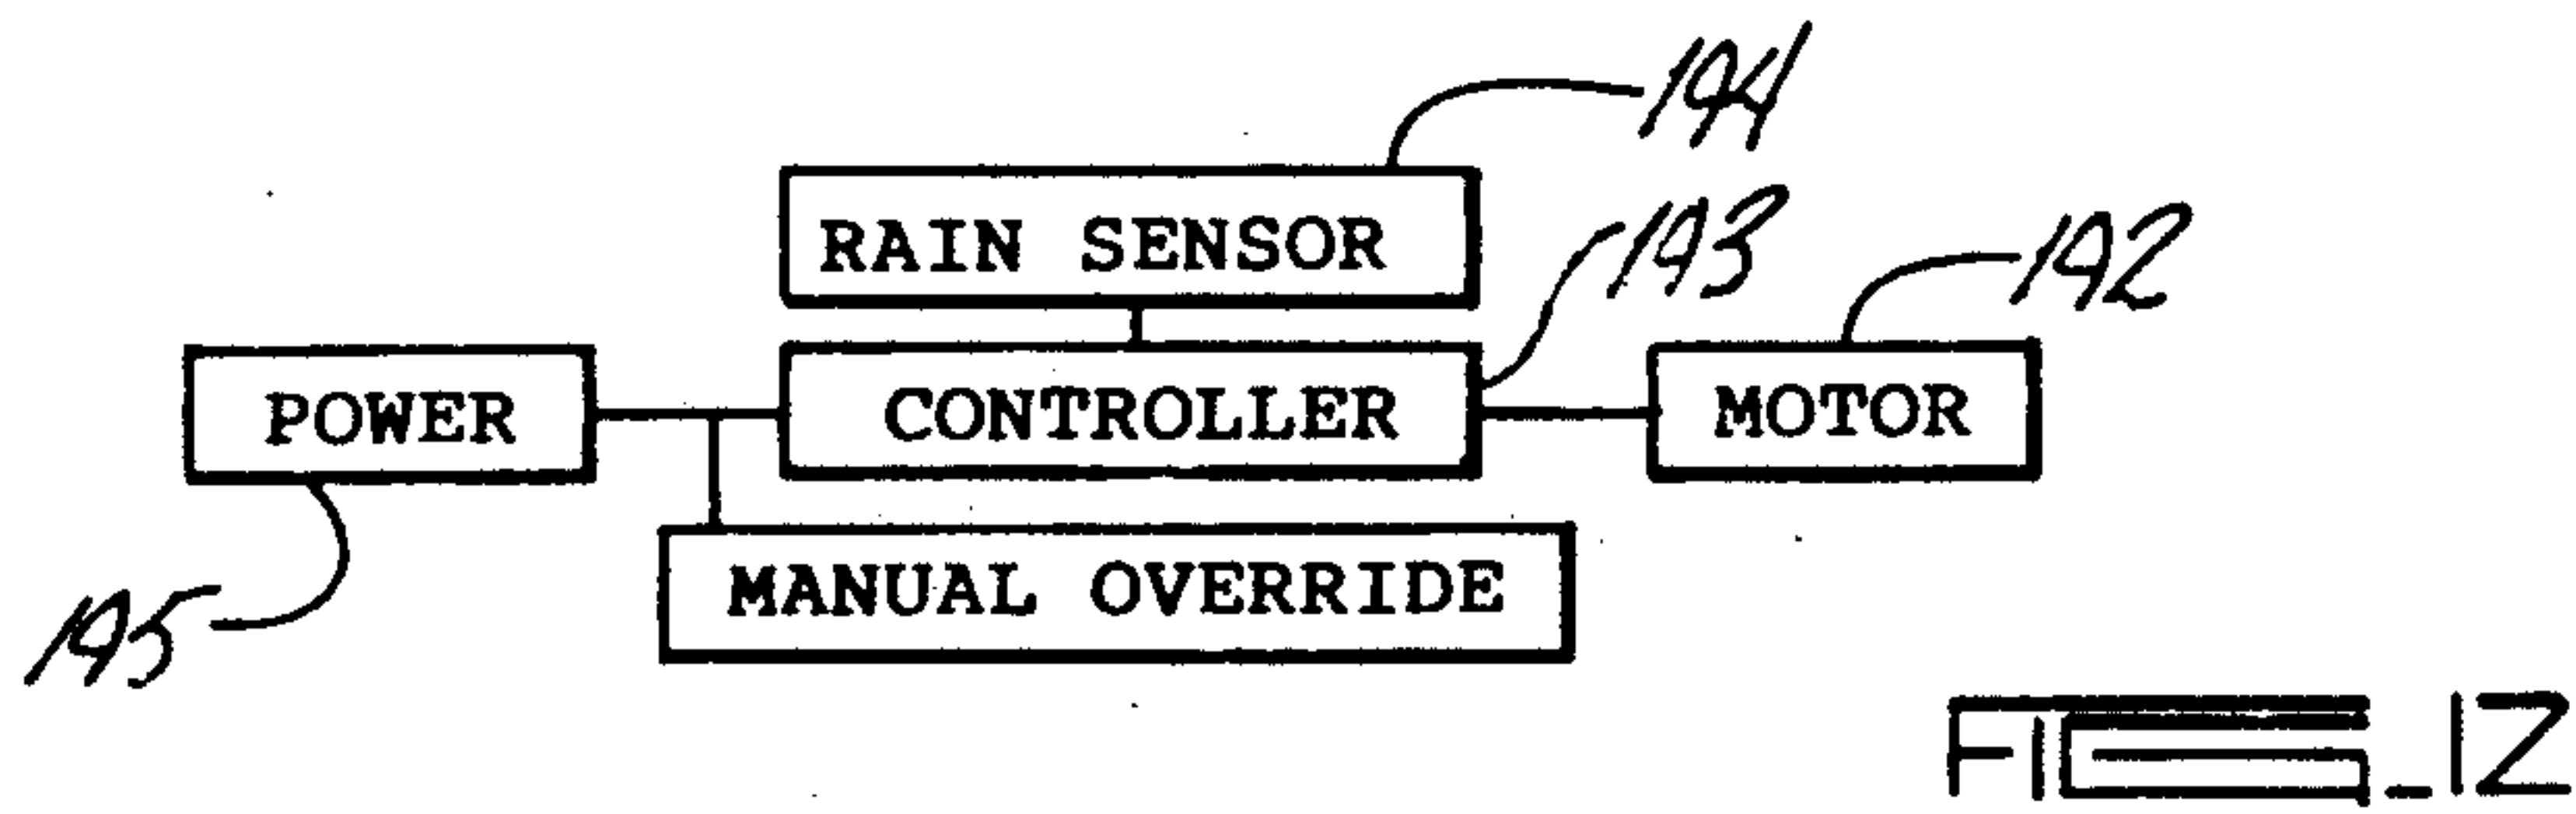 194
RAIN SENSOR
193
192
POWER
CONTROLLER
MOTOR
MANUAL OVERRIDE
195
FIG_12